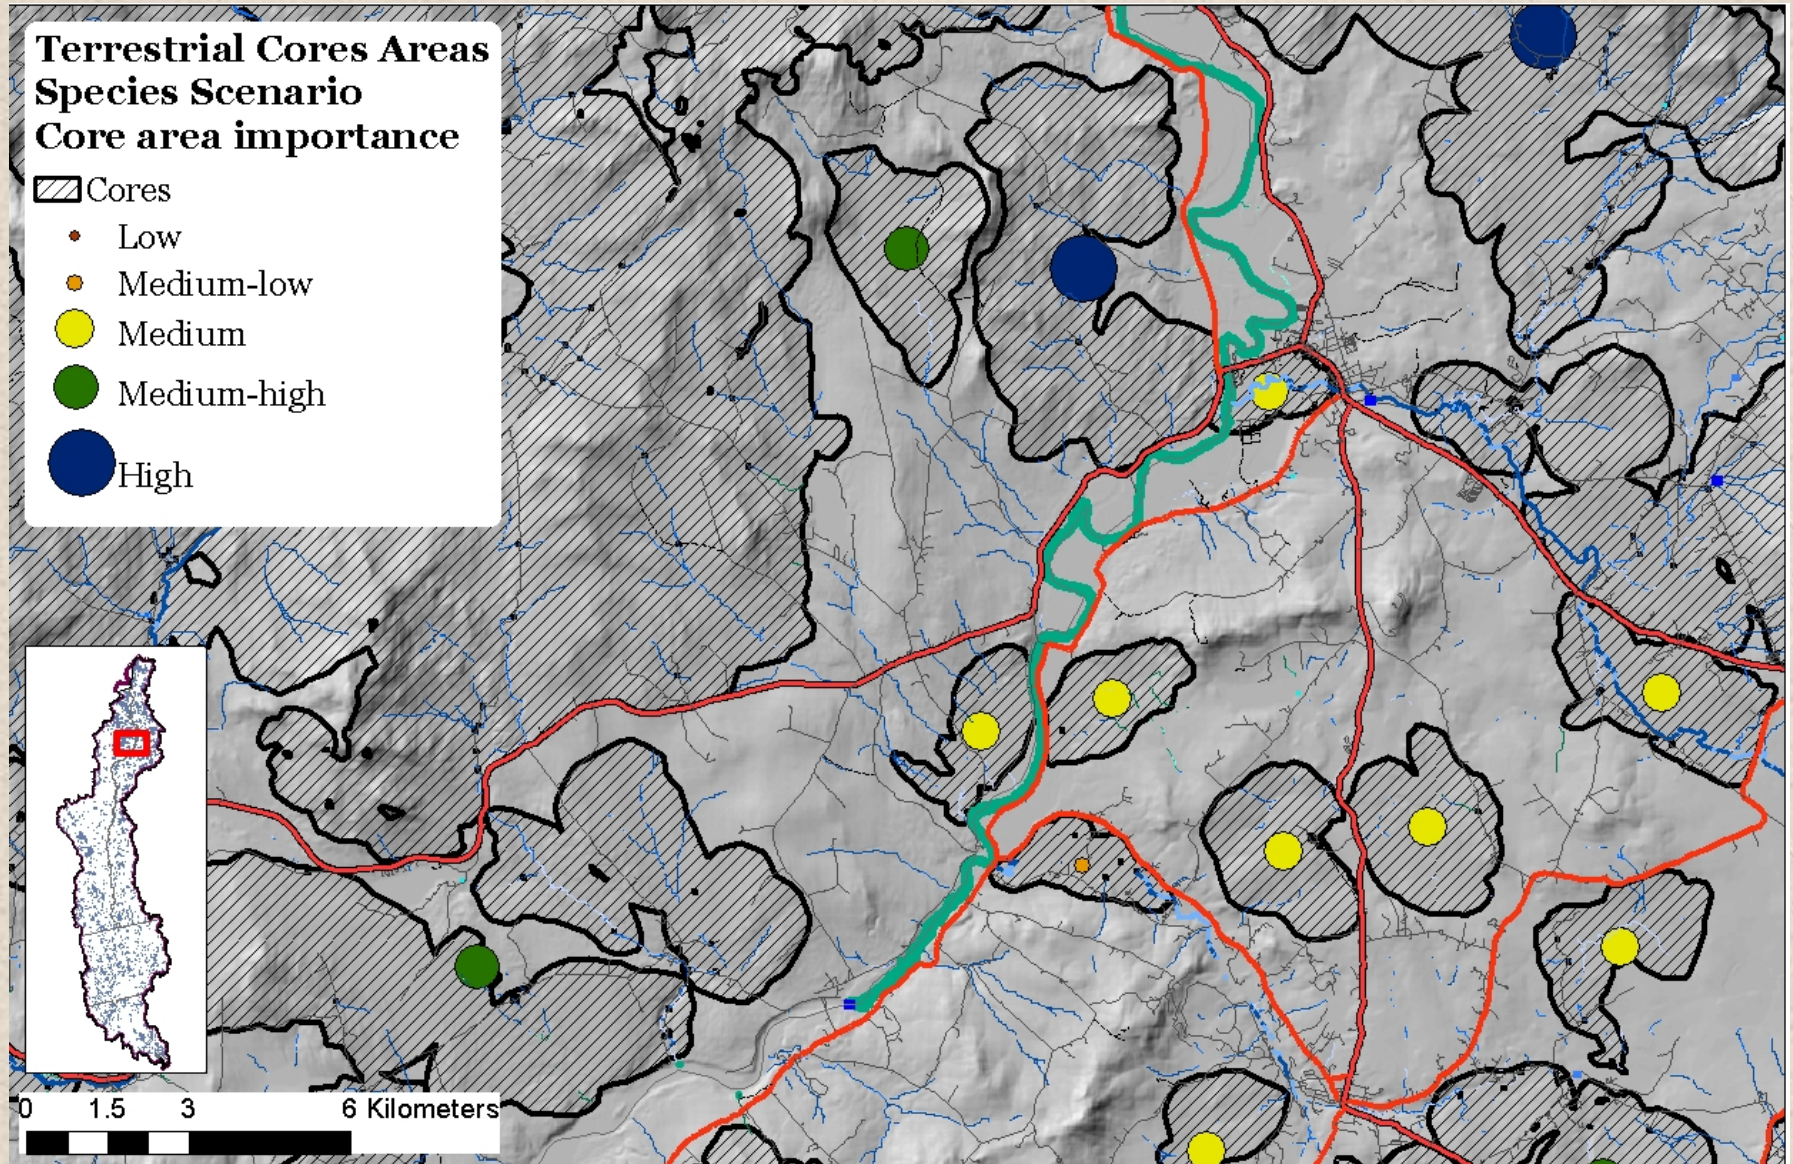 Terrestrial Cores Areas
Species Scenario
Core area importance
Cores
Low
Medium-low
Medium
Medium-high
High
0 1.5 3 6 Kilometers